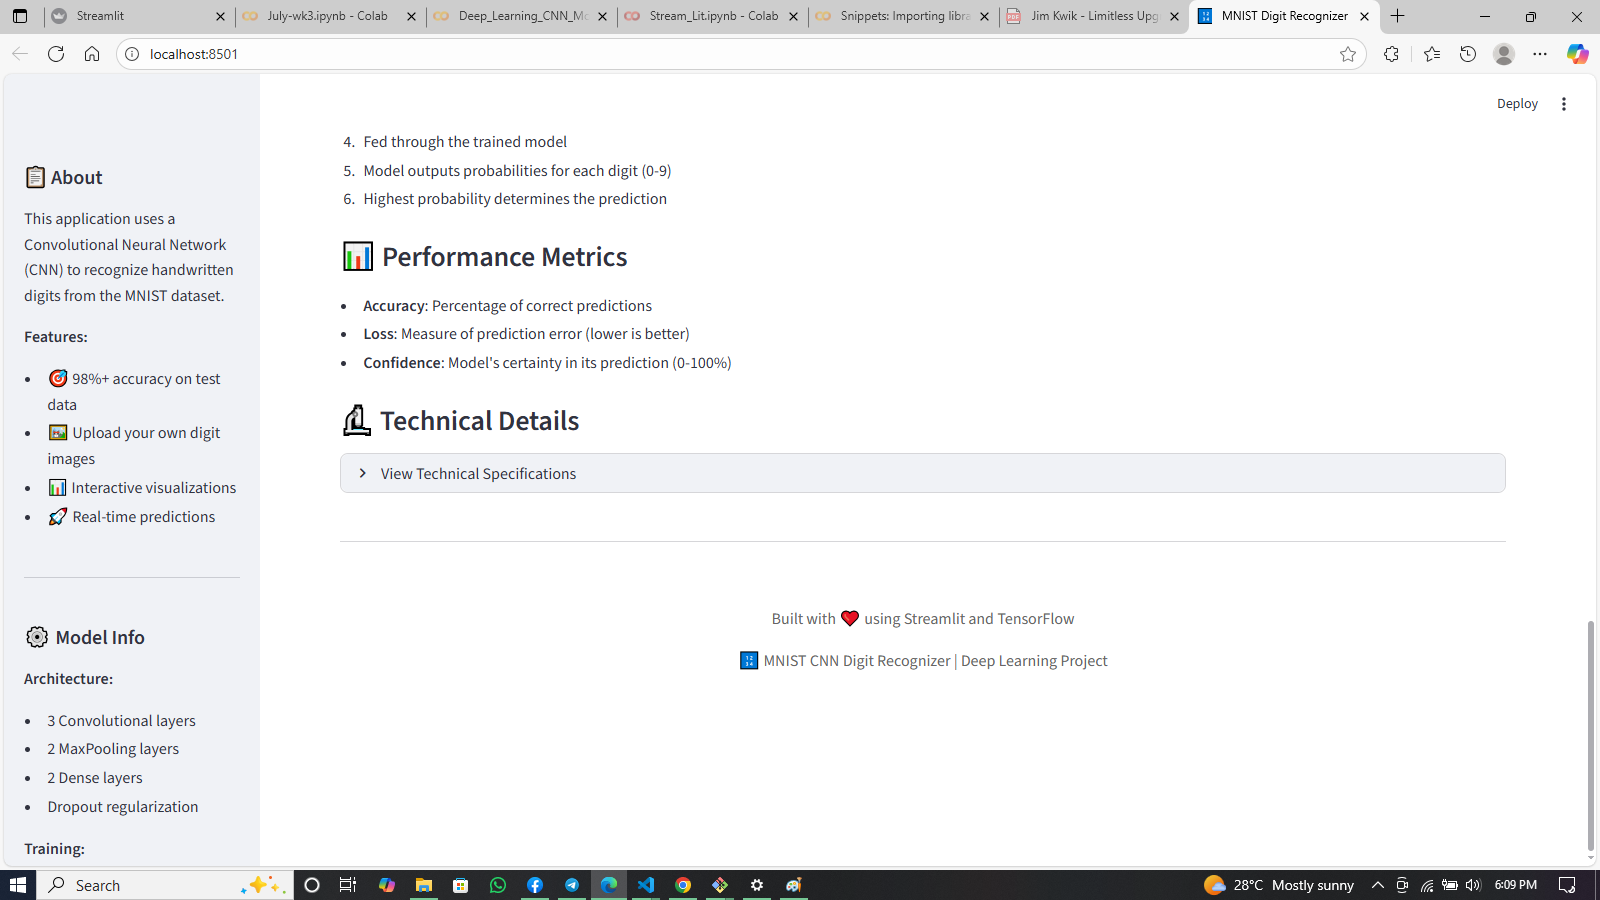 Streamlit
July-wk3.ipynb - Colab
Deep_Learning_CNN_Mo
Stream_Lit.ipynb - Colab
Snippets: Importing libra
Jim Kwik - Limitless Upg
MNIST Digit Recognizer
localhost:8501
Deploy
About
This application uses a
Convolutional Neural Network
(CNN) to recognize handwritten
digits from the MNIST dataset.
Features:
98%+ accuracy on test
data
Upload your own digit
images
Interactive visualizations
Real-time predictions
Model Info
Architecture:
3 Convolutional layers
2 MaxPooling layers
2 Dense layers
Dropout regularization
Training:
4. Fed through the trained model
5. Model outputs probabilities for each digit (0-9)
6. Highest probability determines the prediction
Performance Metrics
Accuracy: Percentage of correct predictions
Loss: Measure of prediction error (lower is better)
Confidence: Model's certainty in its prediction (0-100%)
Technical Details
View Technical Specifications
Built with ❤️ using Streamlit and TensorFlow
MNIST CNN Digit Recognizer | Deep Learning Project
Search
28°C Mostly sunny
6:09 PM